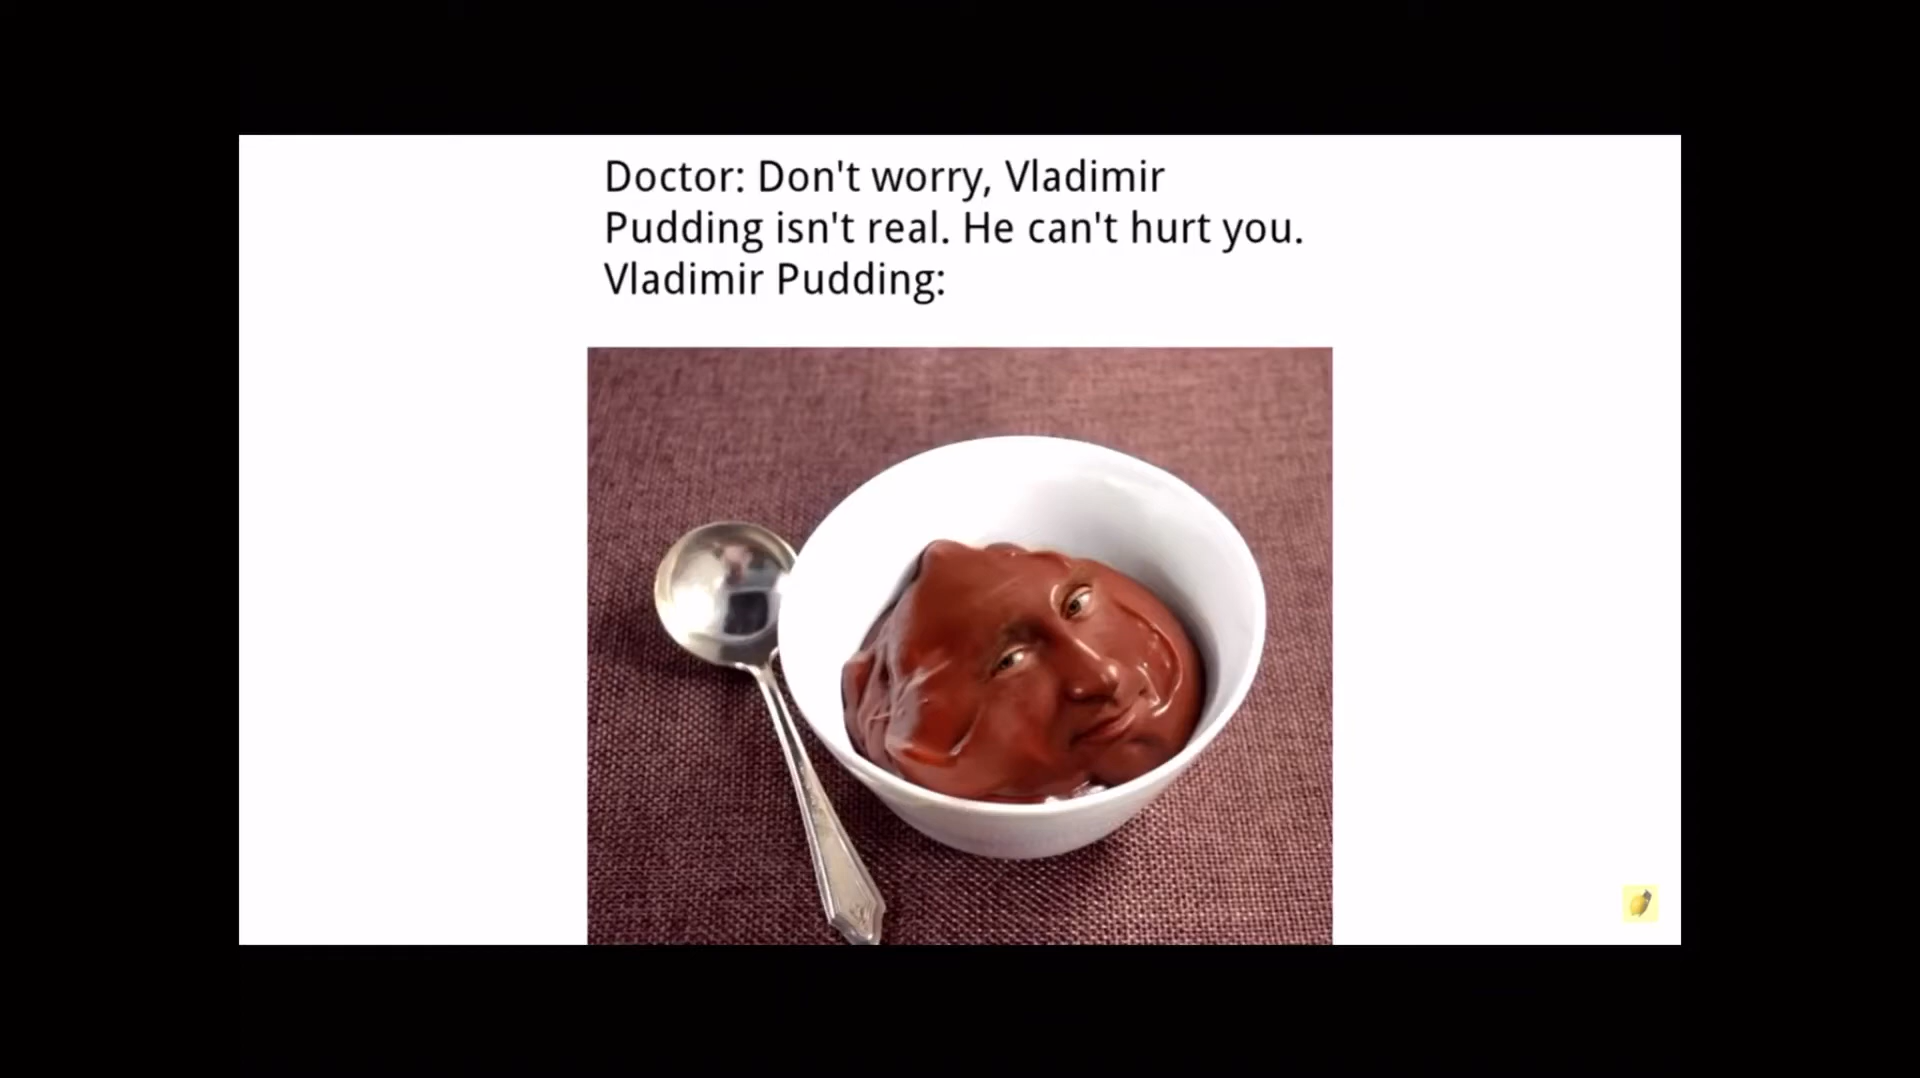 Doctor: Don't worry, Vladimir
Pudding isn't real. He can't hurt you.
Vladimir Pudding: